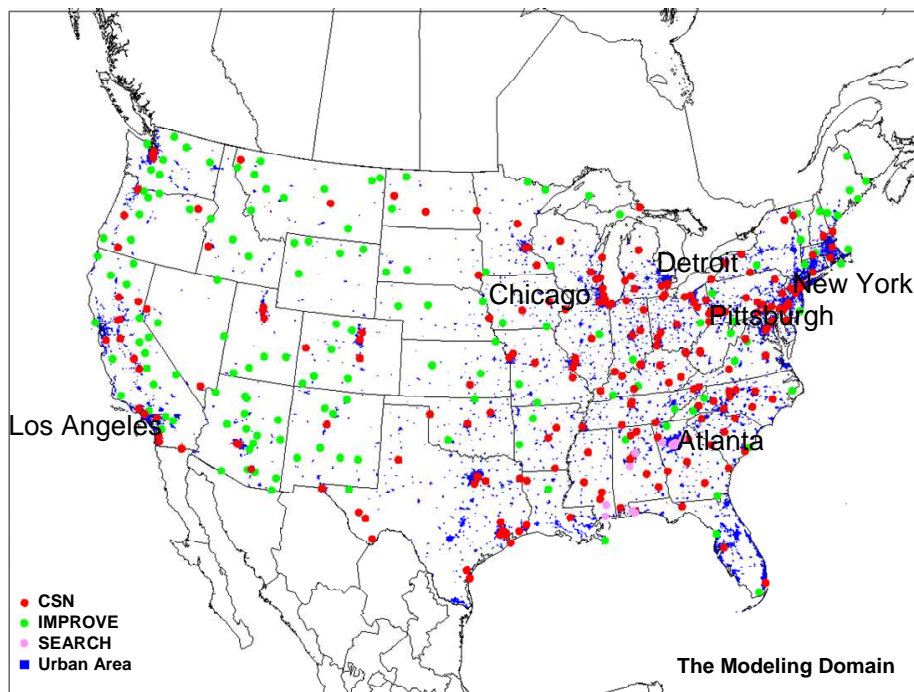 Detroit
Chicago
New York
Pittsburgh
Los Angeles
Atlanta
CSN
IMPROVE
SEARCH
Urban Area
The Modeling Domain